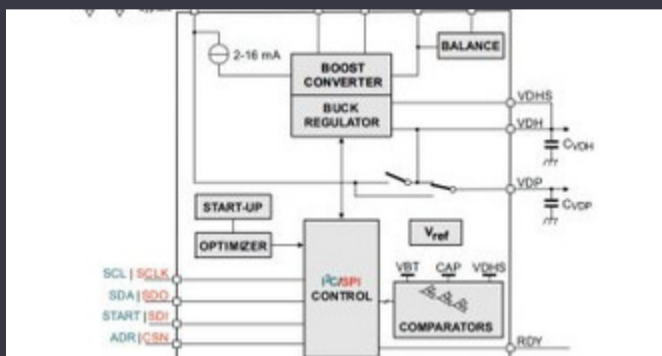 2-16 mA
BALANCE
BOOST
CONVERTER
BUCK
REGULATOR
VDHS
VDH
CVDH
VDP
CVDP
START-UP
OPTIMIZER
Vref
VBT CAP VDHS
I²C/SPI
CONTROL
COMPARATORS
SCL | SCLK
SDA | SDO
START | SDI
ADR | CSN
RDY